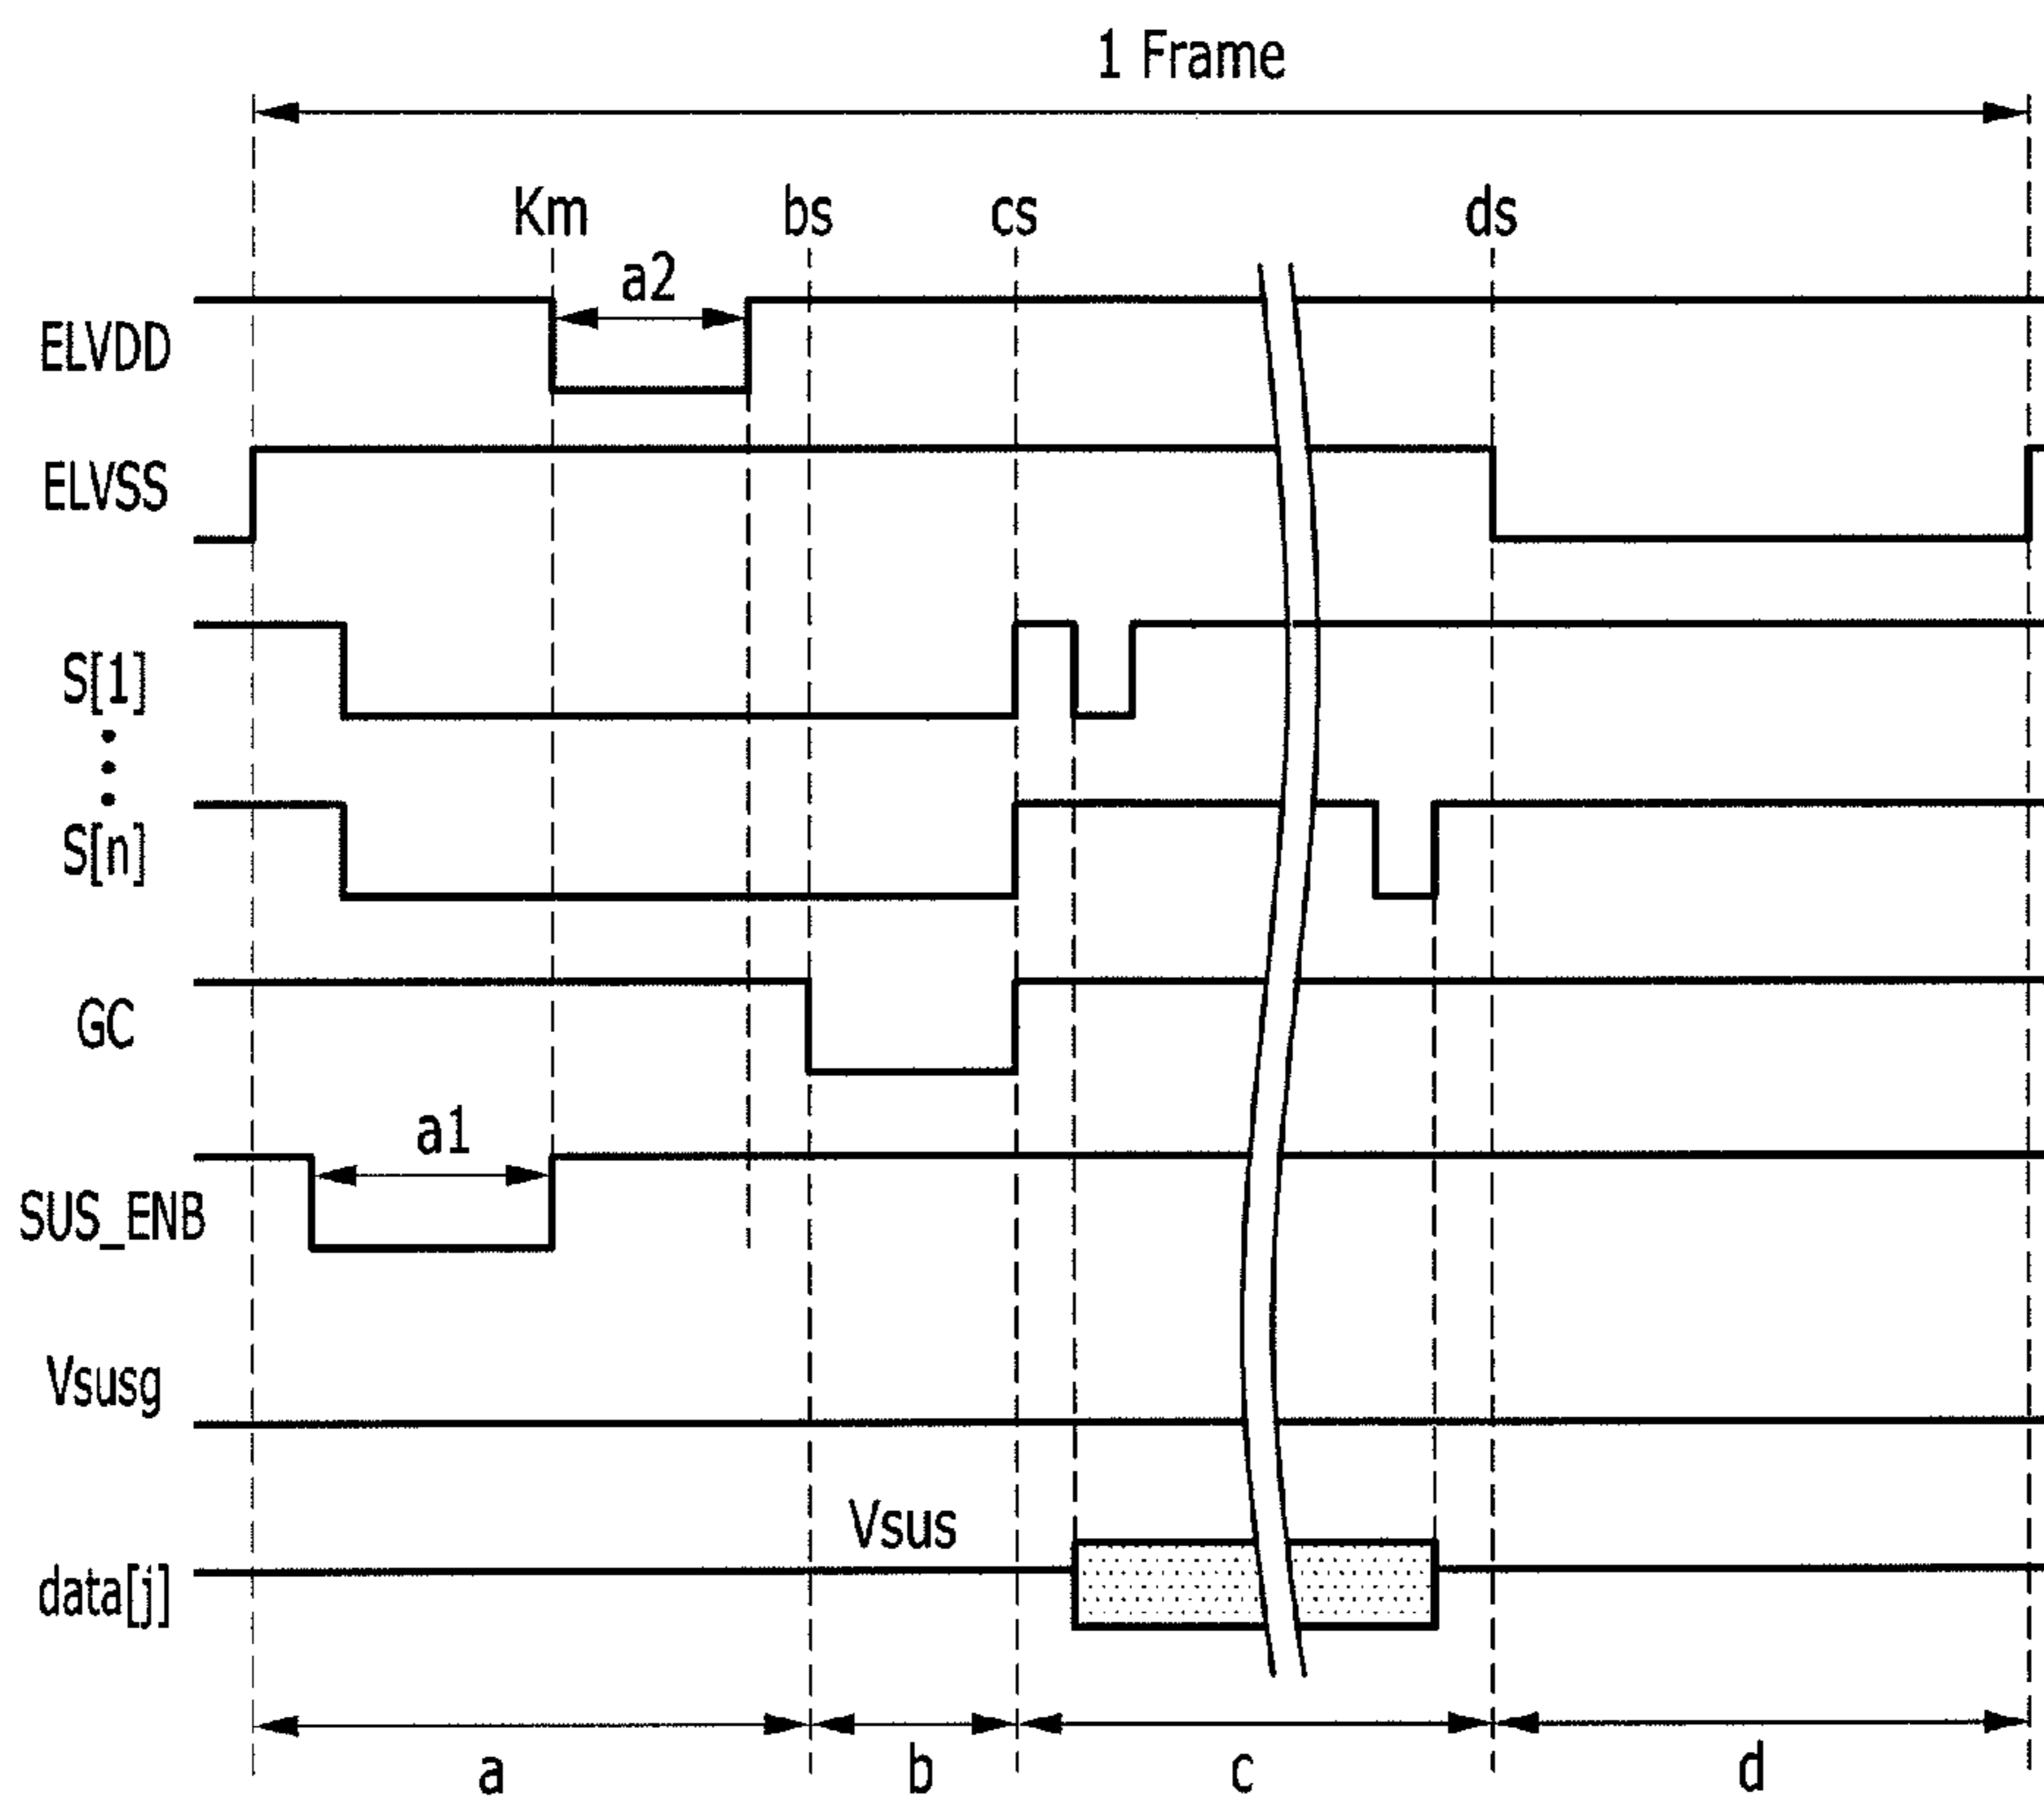 1 Frame
Km
bs
cs
ds
a2
ELVDD
ELVSS
S[1]
S[n]
GC
a1
SUS_ENB
Vsusg
Vsus
data[j]
a
b
c
d